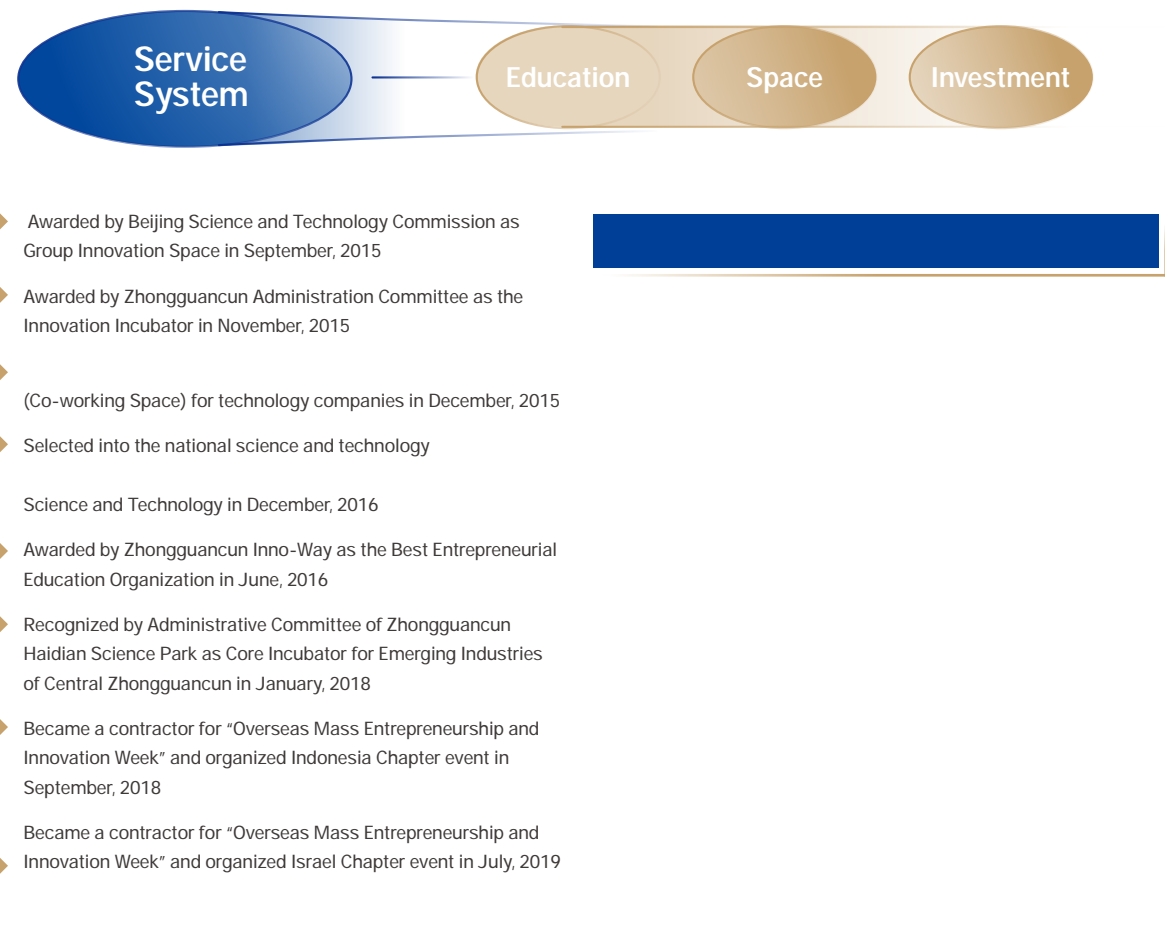 Service
System
Education
Space
Investment
Awarded by Beijing Science and Technology Commission as
Group Innovation Space in September, 2015
Awarded by Zhongguancun Administration Committee as the
Innovation Incubator in November, 2015
(Co-working Space) for technology companies in December, 2015
Selected into the national science and technology
Science and Technology in December, 2016
Awarded by Zhongguancun Inno-Way as the Best Entrepreneurial
Education Organization in June, 2016
Recognized by Administrative Committee of Zhongguancun
Haidian Science Park as Core Incubator for Emerging Industries
of Central Zhongguancun in January, 2018
Became a contractor for “Overseas Mass Entrepreneurship and
Innovation Week” and organized Indonesia Chapter event in
September, 2018
Became a contractor for “Overseas Mass Entrepreneurship and
Innovation Week” and organized Israel Chapter event in July, 2019